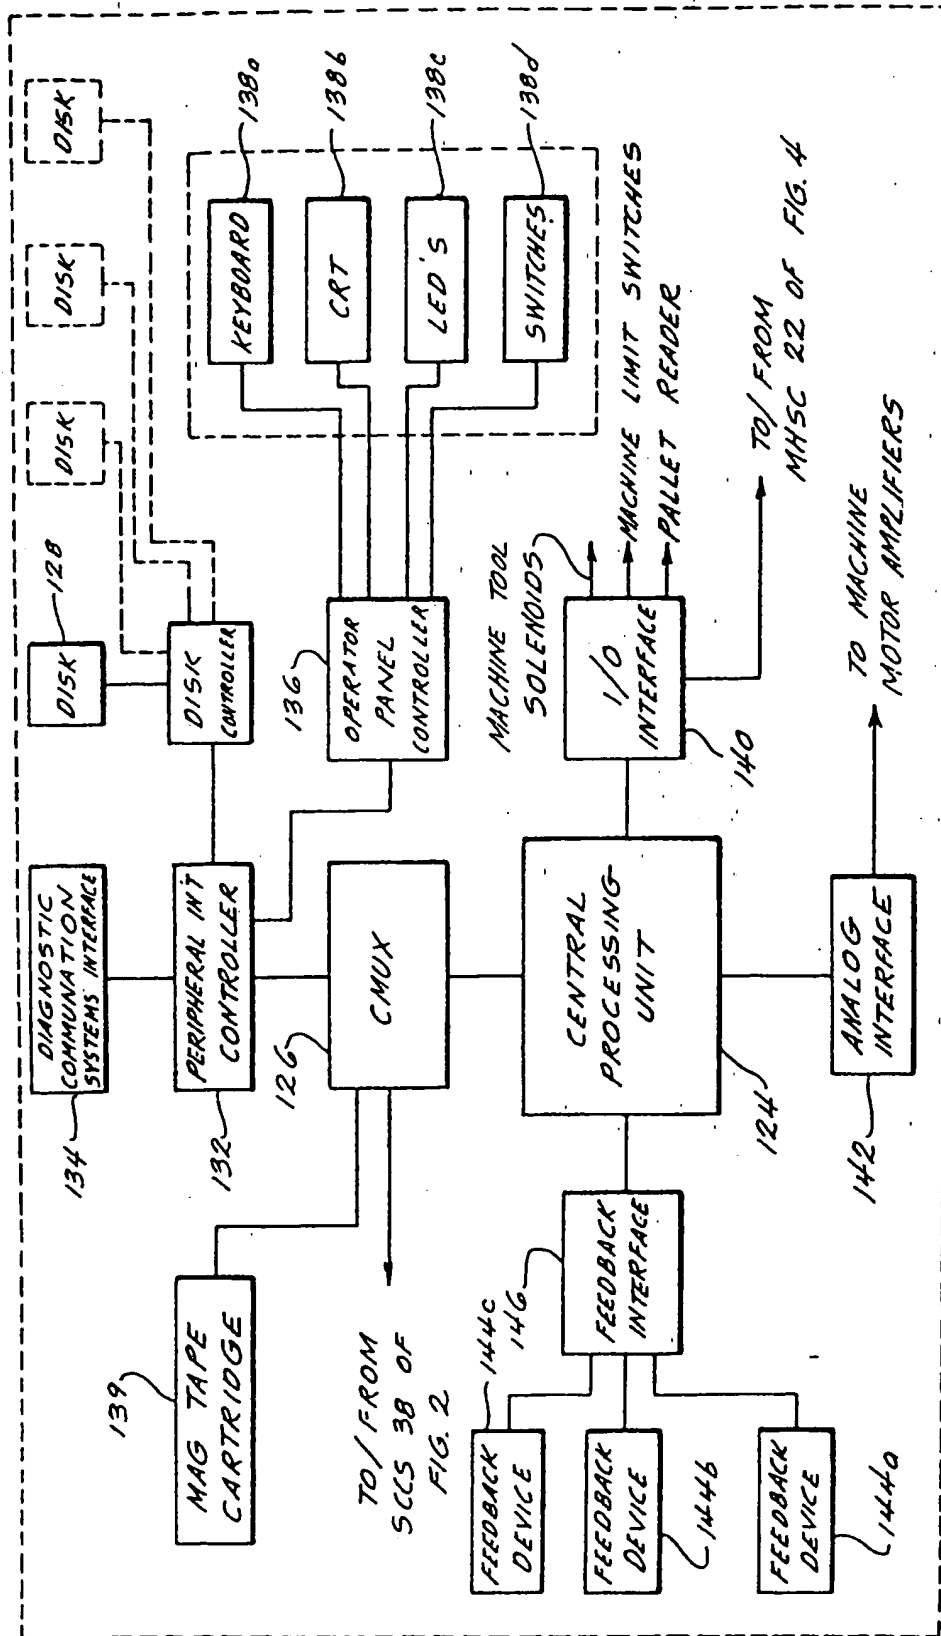 DISK
DISK
DISK
DISK
128
DISK
CONTROLLER
KEYBOARD
138a
CRT
138b
LED'S
138c
SWITCHES
138d
136
OPERATOR
PANEL
CONTROLLER
DIAGNOSTIC
COMMUNATION
SYSTEMS INTERFACE
134
PERIPHERAL INT
CONTROLLER
132
CMUX
126
139
MAG TAPE
CARTRIDGE
TO/FROM
SCCS 38 OF
FIG. 2
MACHINE TOOL
SOLENOIDS
MACHINE LIMIT SWITCHES
PALLET READER
I/O
INTERFACE
140
TO/FROM
MHSC 22 OF FIG. 4
CENTRAL
PROCESSING
UNIT
124
146
FEEDBACK
INTERFACE
144c
FEEDBACK
DEVICE
FEEDBACK
DEVICE
144b
FEEDBACK
DEVICE
144a
ANALOG
INTERFACE
142
TO MACHINE
MOTOR AMPLIFIERS